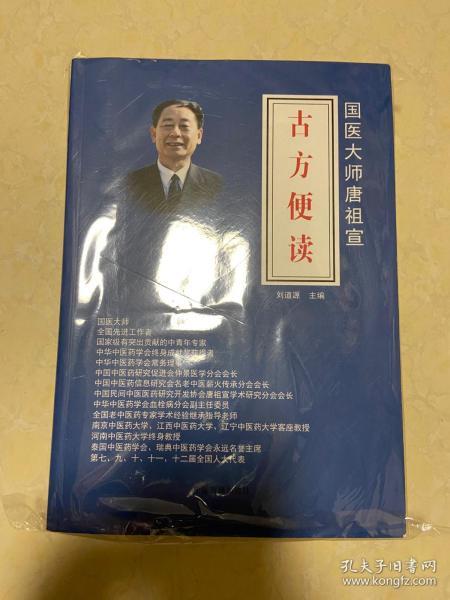 国医大师唐祖宣
古方便读
刘道源 主编
国医大师
全国先进工作者
国家级有突出贡献的中青年专家
中华中医药学会终身成就奖获得者
中华中医药学会常务理事
中国中医药研究促进会仲景医学分会会长
中国中医药信息研究会名老中医薪火传承分会会长
中国民间中医医药研究开发协会唐祖宣学术研究分会会长
中华中医药学会血栓病分会副主任委员
全国老中医药专家学术经验继承指导老师
南京中医药大学、江西中医药大学、辽宁中医药大学客座教授
河南中医药大学终身教授
泰国中医药学会、瑞典中医药学会永远名誉主席
第七、九、十、十一、十二届全国人大代表
孔夫子旧书网
www.kongfz.com